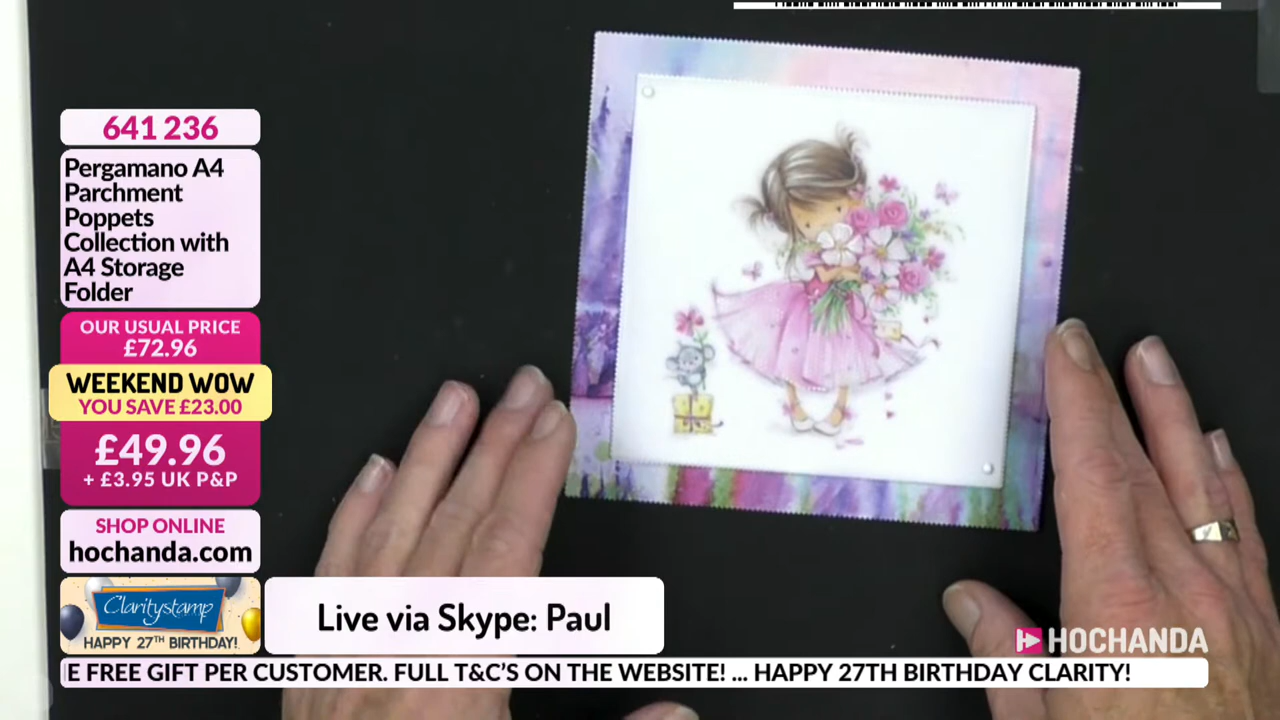 641 236
Pergamano A4
Parchment
Poppets
Collection with
A4 Storage
Folder
OUR USUAL PRICE
£72.96
WEEKEND WOW
YOU SAVE £23.00
£49.96
+ £3.95 UK P&P
SHOP ONLINE
hochanda.com
Claritystamp
HAPPY 27TH BIRTHDAY!
Live via Skype: Paul
HOCHANDA
E FREE GIFT PER CUSTOMER. FULL T&C'S ON THE WEBSITE! ... HAPPY 27TH BIRTHDAY CLARITY!